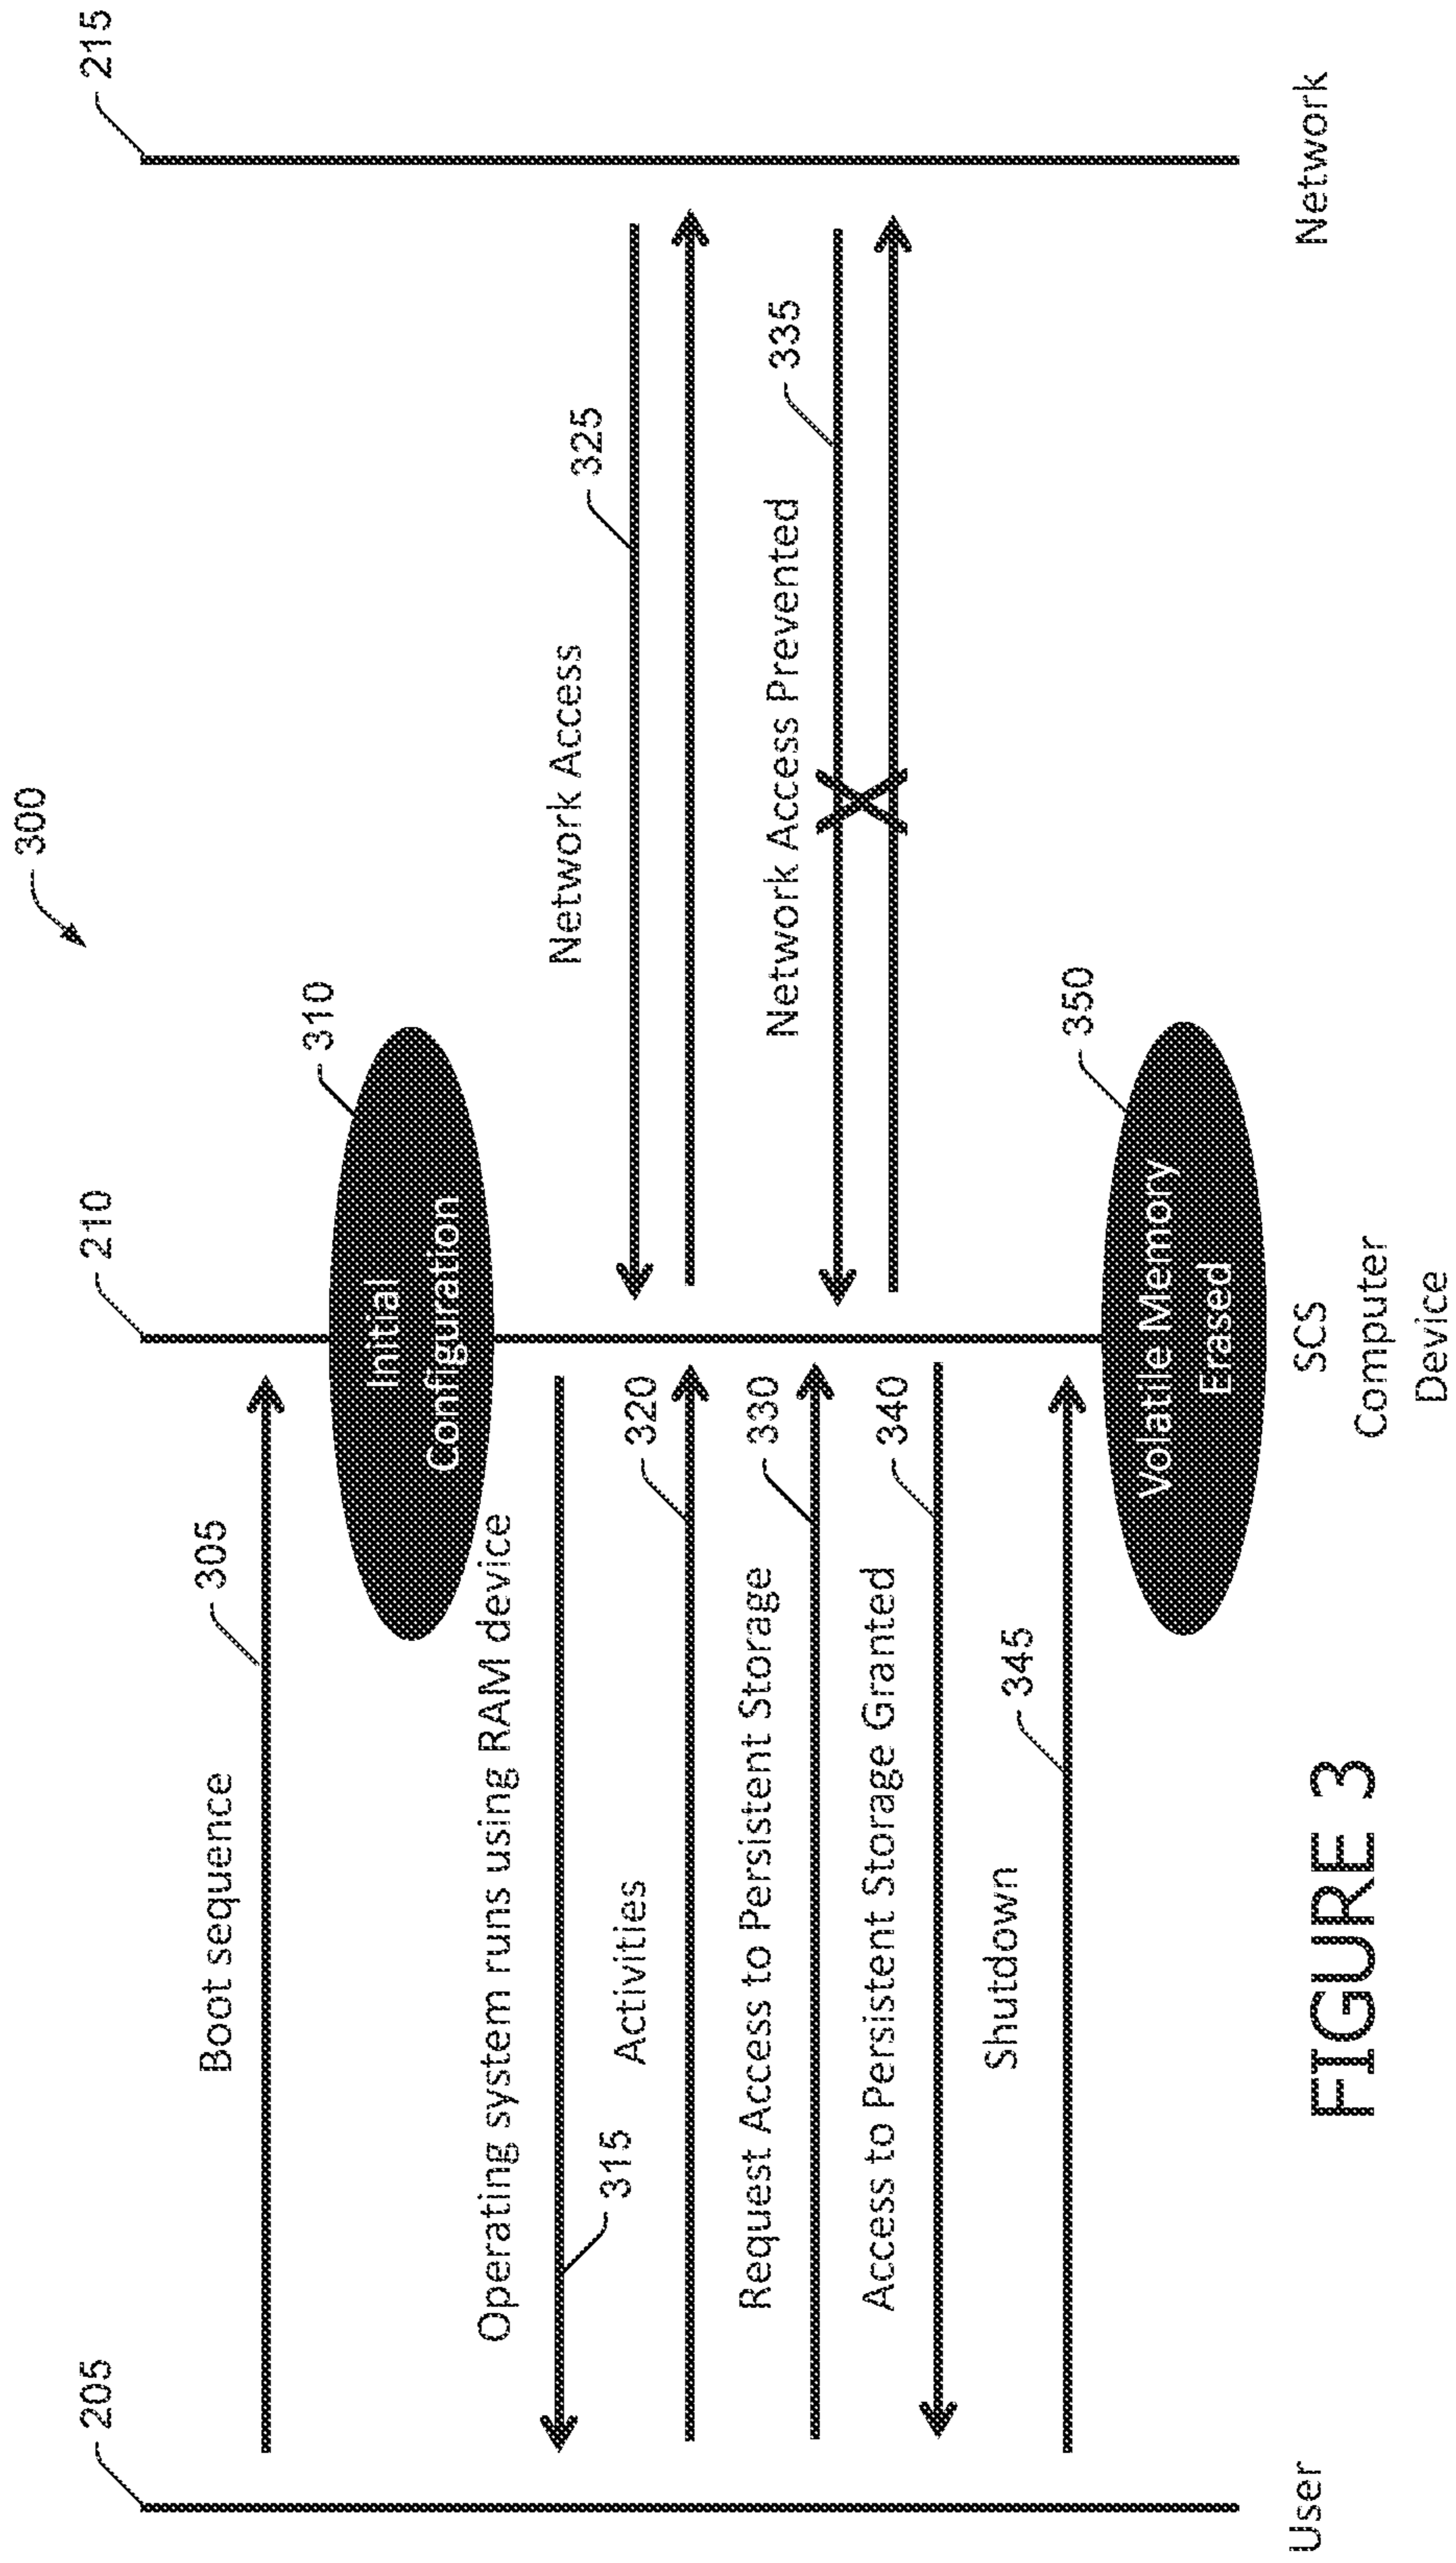 300
205
210
215
Boot sequence
305
Initial
Configuration
310
Operating system runs using RAM device
315
Network Access
325
Activities
320
Request Access to Persistent Storage
330
Network Access Prevented
335
Access to Persistent Storage Granted
340
Shutdown
345
Volatile Memory
Erased
350
User
SCS
Computer
Device
Network
FIGURE 3